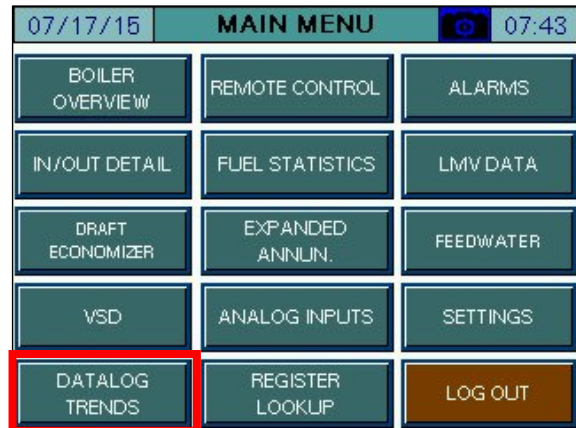 07/17/15 MAIN MENU 07:43
BOILER
OVERVIEW
REMOTE CONTROL
ALARMS
IN/OUT DETAIL
FUEL STATISTICS
LMV DATA
DRAFT
ECONOMIZER
EXPANDED
ANNUN.
FEEDWATER
VSD
ANALOG INPUTS
SETTINGS
DATALOG
TRENDS
REGISTER
LOOKUP
LOG OUT